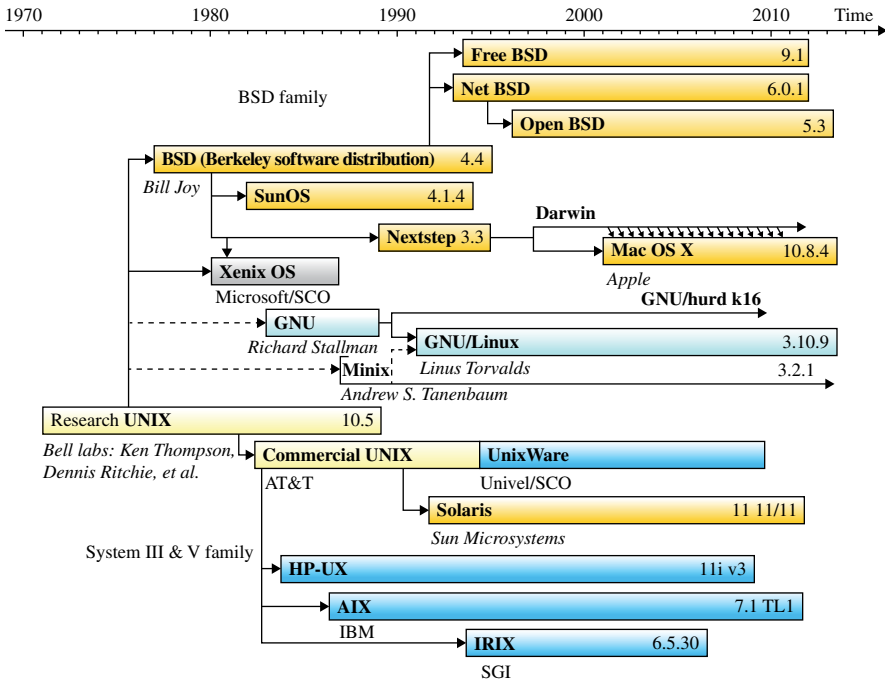 1970 1980 1990 2000 2010 Time
Free BSD 9.1
BSD family
Net BSD 6.0.1
Open BSD 5.3
BSD (Berkeley software distribution) 4.4
Bill Joy
SunOS 4.1.4
Darwin
Nextstep 3.3
Mac OS X 10.8.4
Apple
Xenix OS
Microsoft/SCO
GNU/hurd k16
GNU
Richard Stallman
GNU/Linux 3.10.9
Linus Torvalds
Minix 3.2.1
Andrew S. Tanenbaum
Research UNIX 10.5
Bell labs: Ken Thompson,
Dennis Ritchie, et al.
Commercial UNIX
AT&T
UnixWare
Univel/SCO
Solaris 11 11/11
Sun Microsystems
System III & V family
HP-UX 11i v3
AIX 7.1 TL1
IBM
IRIX 6.5.30
SGI